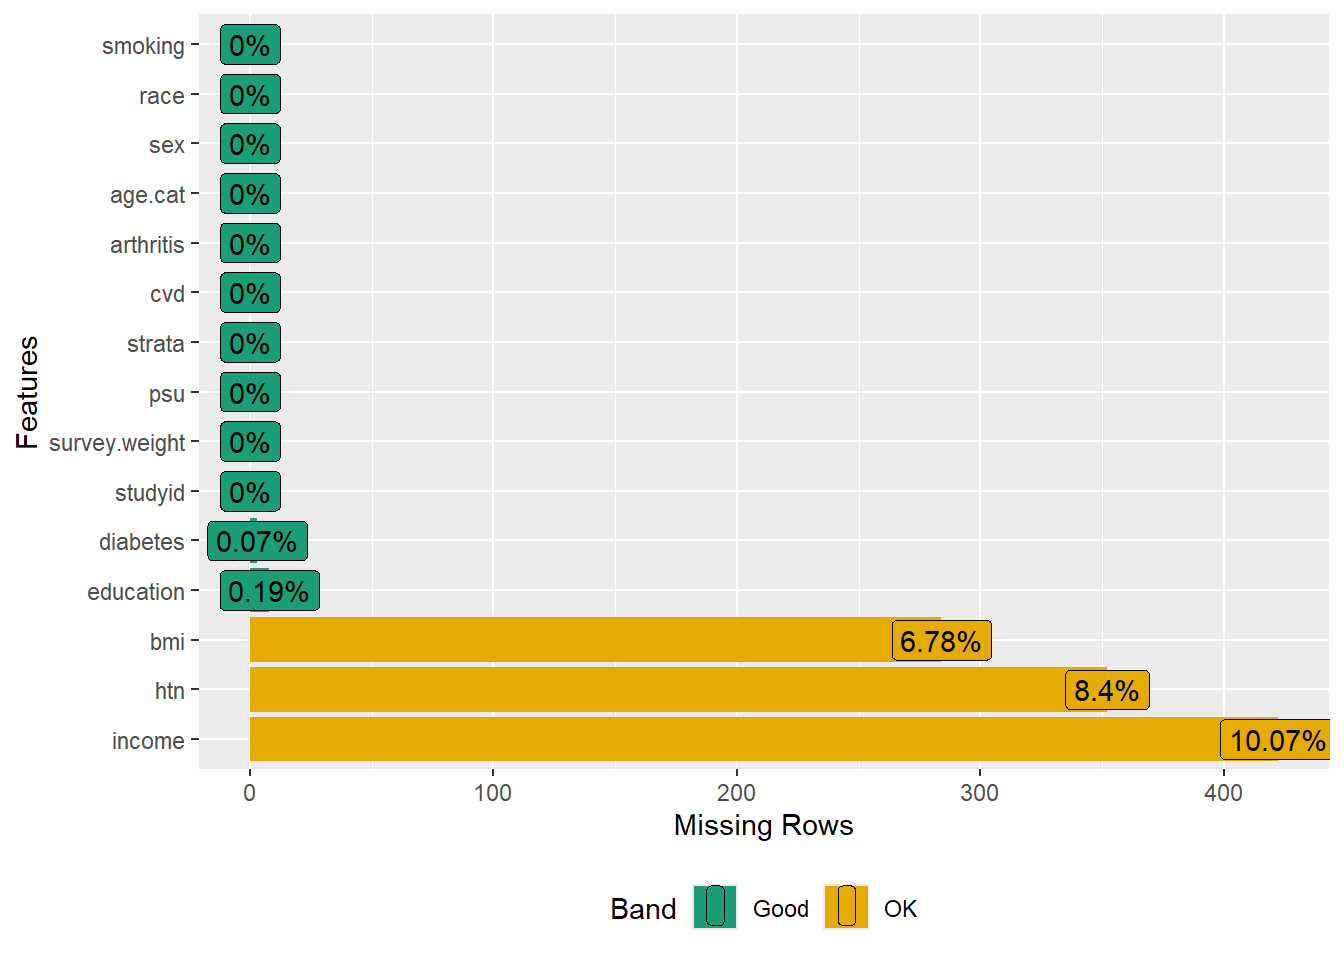 smoking 0%
race 0%
sex 0%
age.cat 0%
arthritis 0%
cvd 0%
strata 0%
psu 0%
survey.weight 0%
studyid 0%
diabetes 0.07%
education 0.19%
bmi 6.78%
htn 8.4%
income 10.07%
Features
0 100 200 300 400
Missing Rows
Band Good OK